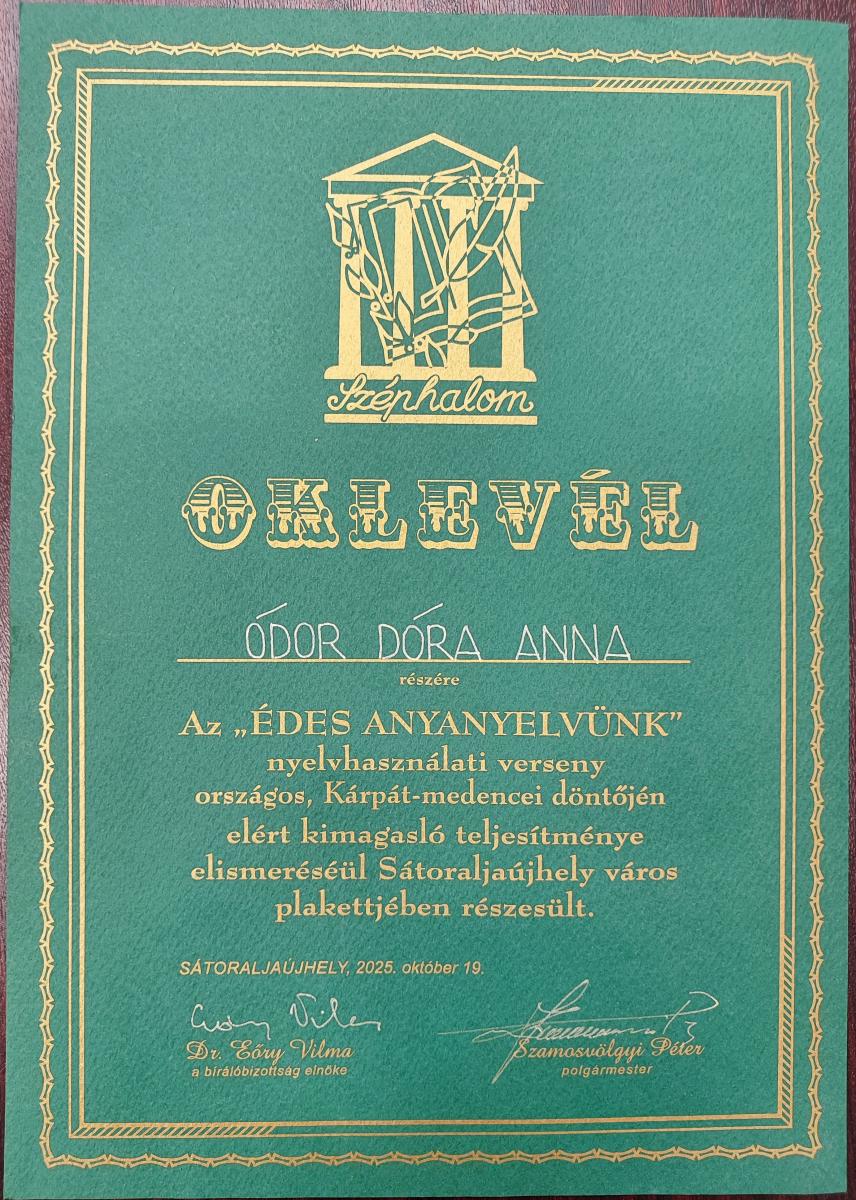 Széphalom
OKLEVÉL
ÓDOR DÓRA ANNA
részére
Az „ÉDES ANYANYELVÜNK”
nyelvhasználati verseny
országos, Kárpát-medencei döntőjén
elért kimagasló teljesítménye
elismeréséül Sátoraljaújhely város
plakettjében részesült.
SÁTORALJAÚJHELY, 2025. október 19.
Dr. Eőry Vilma
a bírálóbizottság elnöke
Szamosvölgyi Péter
polgármester